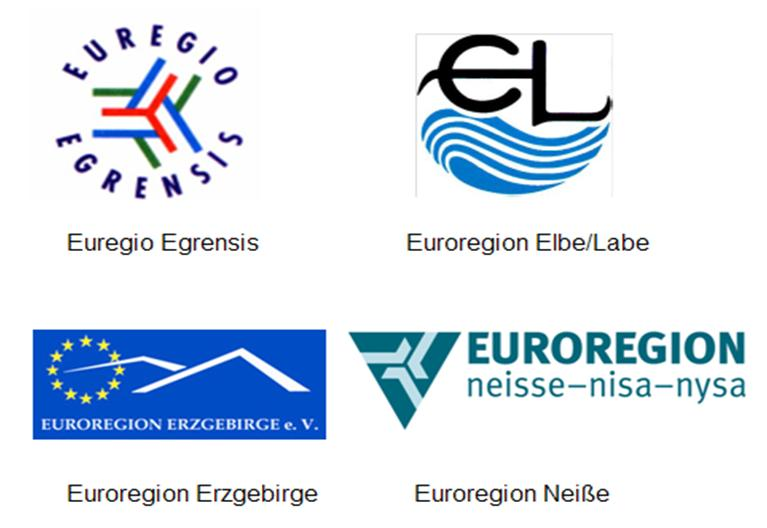 EUREGIO
EGRENSIS
EL
Euregio Egrensis
Euroregion Elbe/Labe
EUROREGION ERZGEBIRGE e. V.
EUROREGION
neisse–nisa–nysa
Euroregion Erzgebirge
Euroregion Neiße